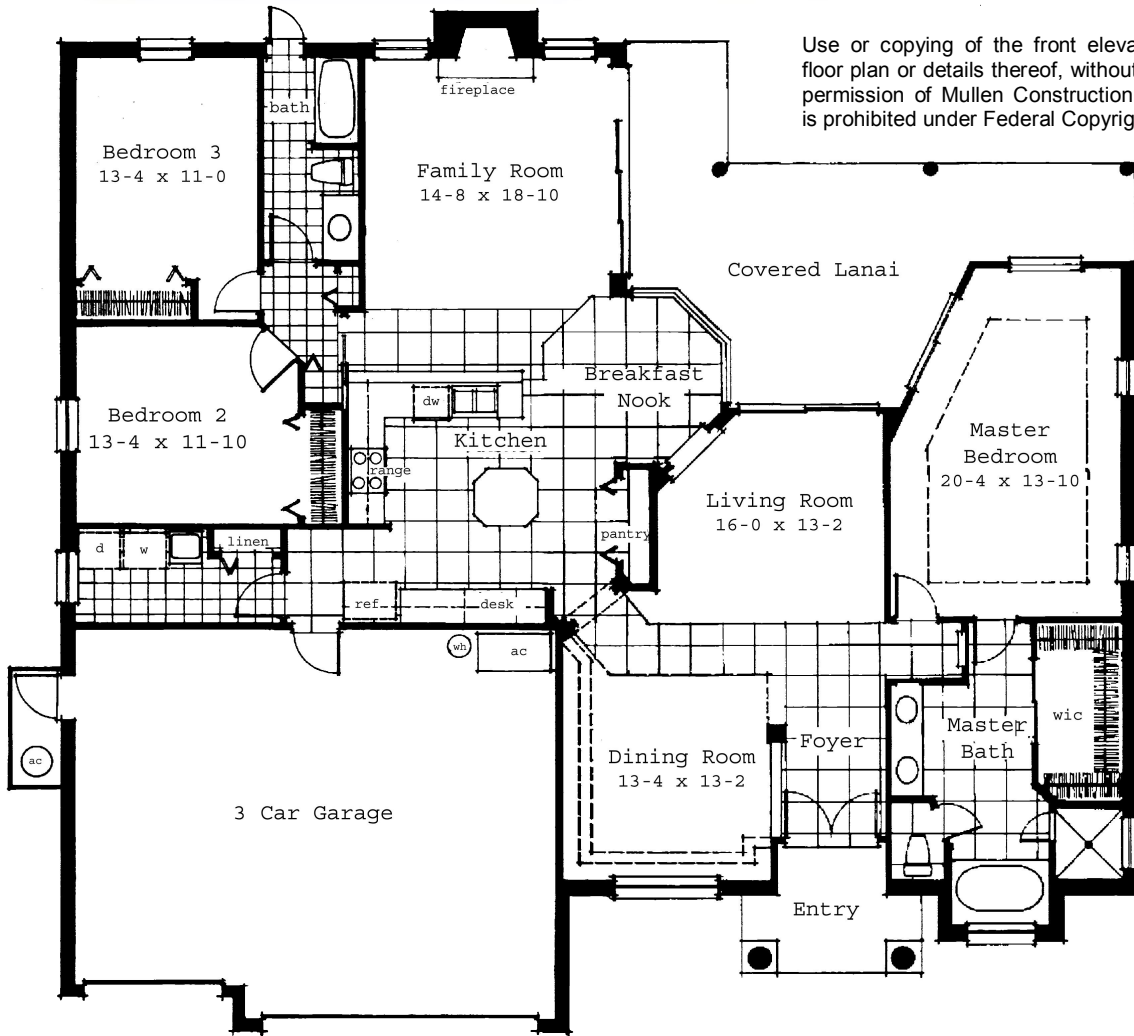 Use or copying of the front eleva
floor plan or details thereof, without
permission of Mullen Construction
is prohibited under Federal Copyrig
fireplace
bath
Bedroom 3
13-4 x 11-0
Family Room
14-8 x 18-10
Covered Lanai
Breakfast
Nook
dw
Bedroom 2
13-4 x 11-10
Kitchen
range
Master
Bedroom
20-4 x 13-10
Living Room
16-0 x 13-2
pantry
d
w
linen
ref
desk
wh
ac
wic
Master
Bath
Foyer
Dining Room
13-4 x 13-2
ac
3 Car Garage
Entry